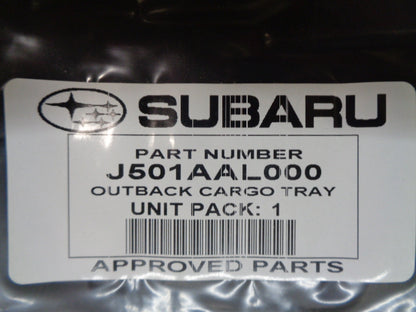 SUBARU
PART NUMBER
J501AAL000
OUTBACK CARGO TRAY
UNIT PACK: 1
APPROVED PARTS